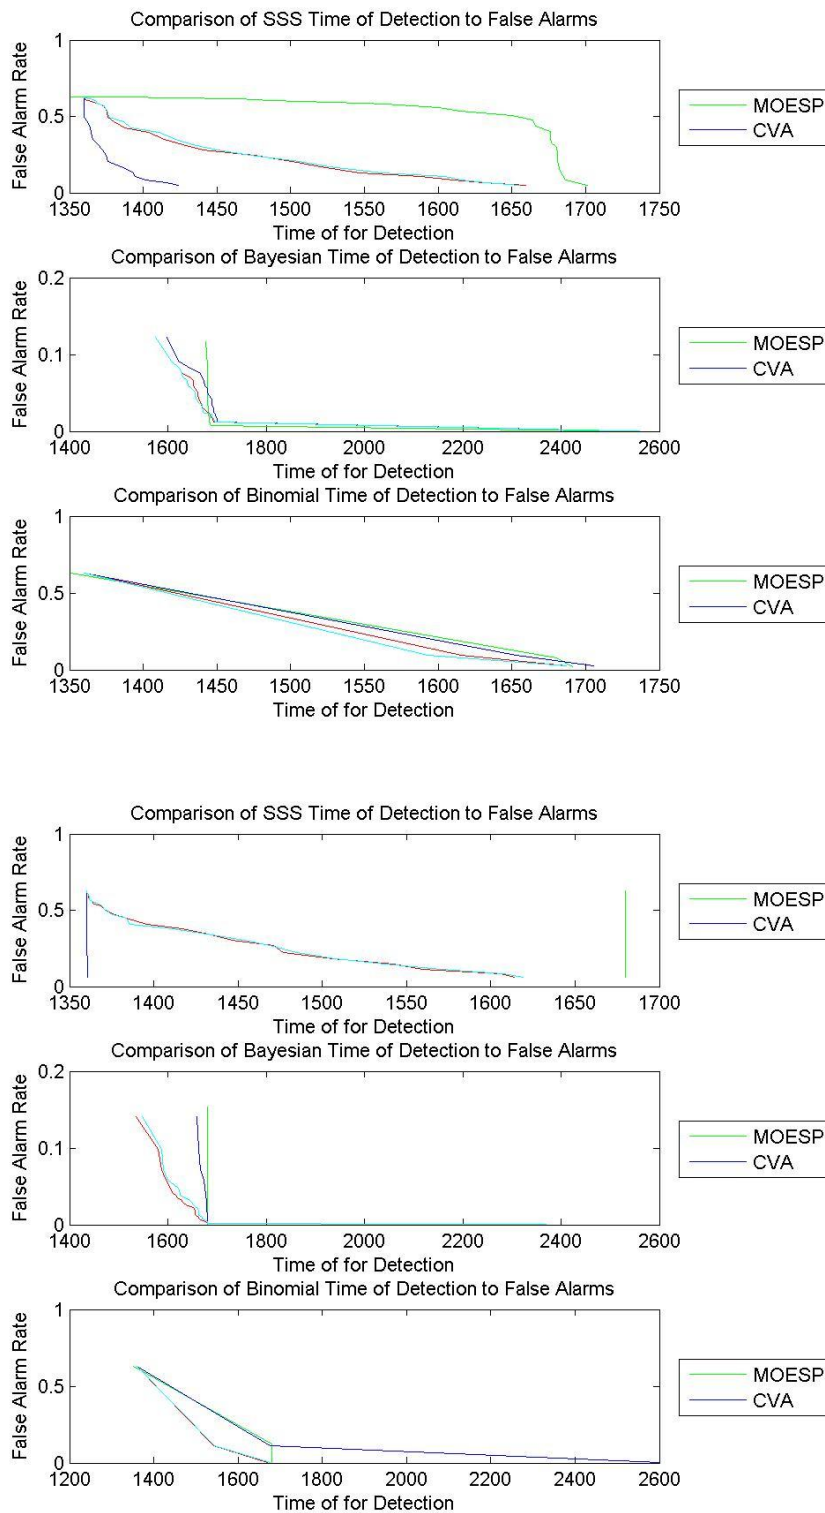 Comparison of SSS Time of Detection to False Alarms
1
0.5
0
False Alarm Rate
1350 1400 1450 1500 1550 1600 1650 1700 1750
Time of for Detection
MOESP
CVA
Comparison of Bayesian Time of Detection to False Alarms
0.2
0.1
0
False Alarm Rate
1400 1600 1800 2000 2200 2400 2600
Time of for Detection
MOESP
CVA
Comparison of Binomial Time of Detection to False Alarms
1
0.5
0
False Alarm Rate
1350 1400 1450 1500 1550 1600 1650 1700 1750
Time of for Detection
MOESP
CVA
Comparison of SSS Time of Detection to False Alarms
1
0.5
0
False Alarm Rate
1350 1400 1450 1500 1550 1600 1650 1700
Time of for Detection
MOESP
CVA
Comparison of Bayesian Time of Detection to False Alarms
0.2
0.1
0
False Alarm Rate
1400 1600 1800 2000 2200 2400 2600
Time of for Detection
MOESP
CVA
Comparison of Binomial Time of Detection to False Alarms
1
0.5
0
False Alarm Rate
1200 1400 1600 1800 2000 2200 2400 2600
Time of for Detection
MOESP
CVA